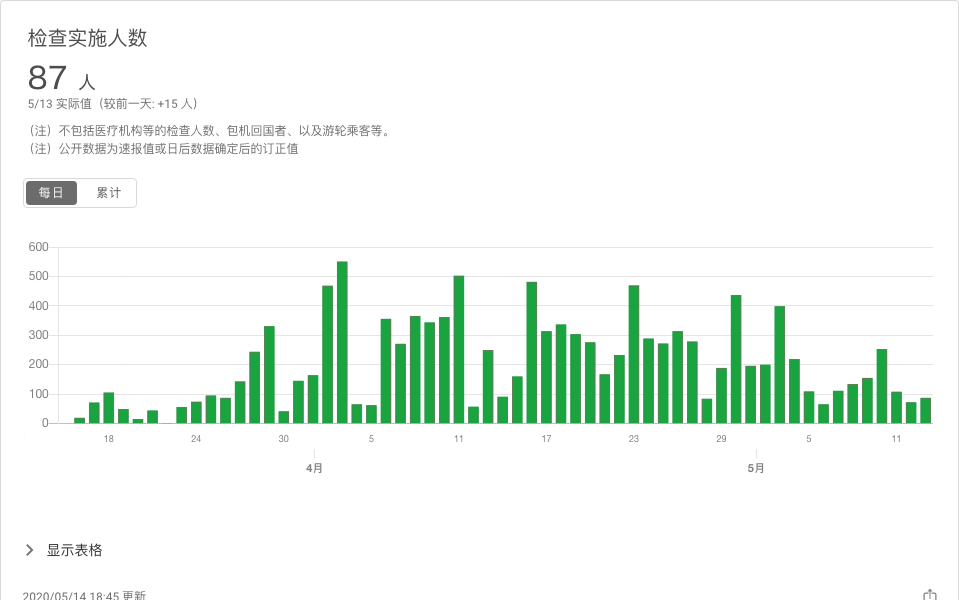 检查实施人数
87 人
5/13 实际值（较前一天: +15 人）
（注）不包括医疗机构等的检查人数、包机回国者、以及游轮乘客等。
（注）公开数据为速报值或日后数据确定后的订正值
每日 累计
600
500
400
300
200
100
0
18 24 30 5 11 17 23 29 5 11
4月 5月
显示表格
2020/05/14 18:45 更新